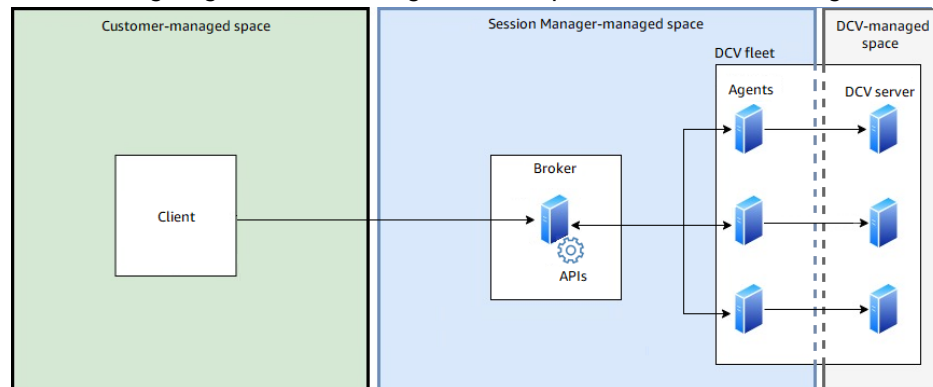 Customer-managed space
Session Manager-managed space
DCV-managed
space
DCV fleet
Agents
DCV server
Broker
Client
APIs